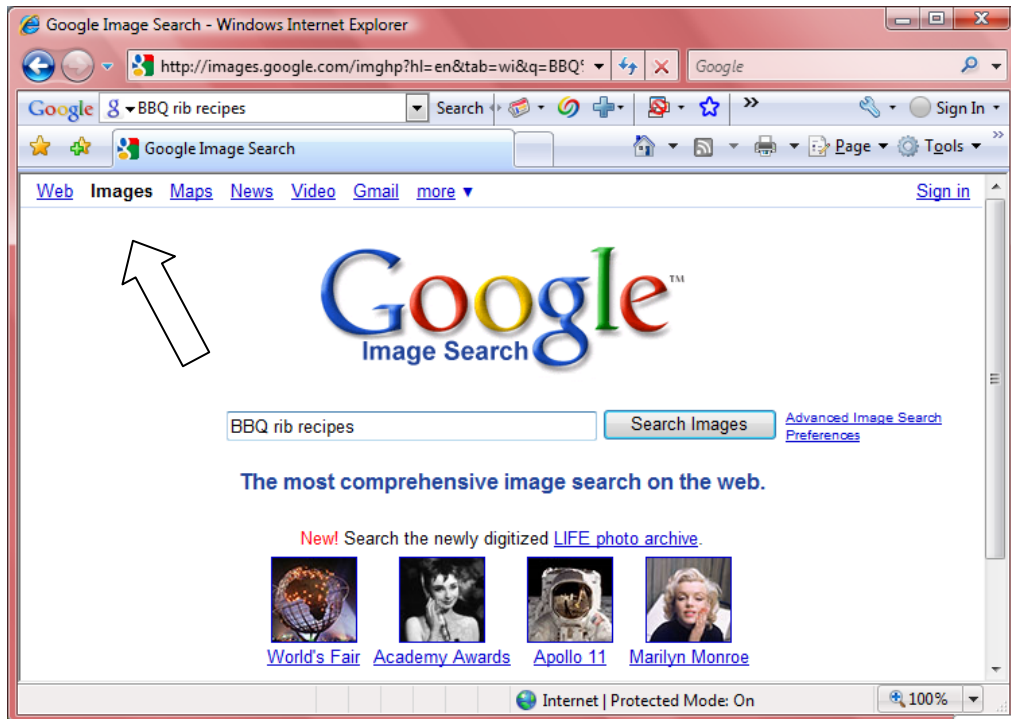 Google Image Search - Windows Internet Explorer
http://images.google.com/imghp?hl=en&tab=wi&q=BBQ
Google
Google BBQ rib recipes Search Sign In
Google Image Search Page Tools
Web Images Maps News Video Gmail more Sign in
Google™
Image Search
BBQ rib recipes Search Images Advanced Image Search
Preferences
The most comprehensive image search on the web.
New! Search the newly digitized LIFE photo archive.
World's Fair Academy Awards Apollo 11 Marilyn Monroe
Internet | Protected Mode: On 100%